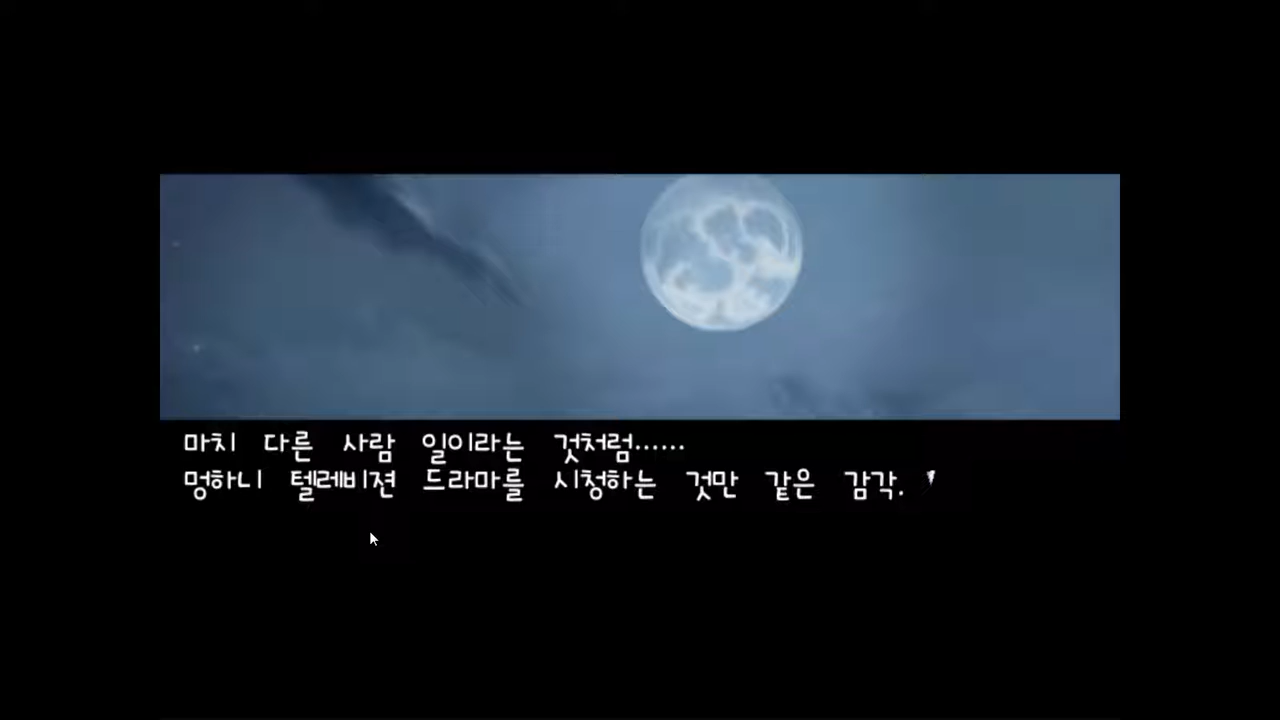 마치 다른 사람 일이라는 것처럼……
멍하니 텔레비젼 드라마를 시청하는 것만 같은 감각.